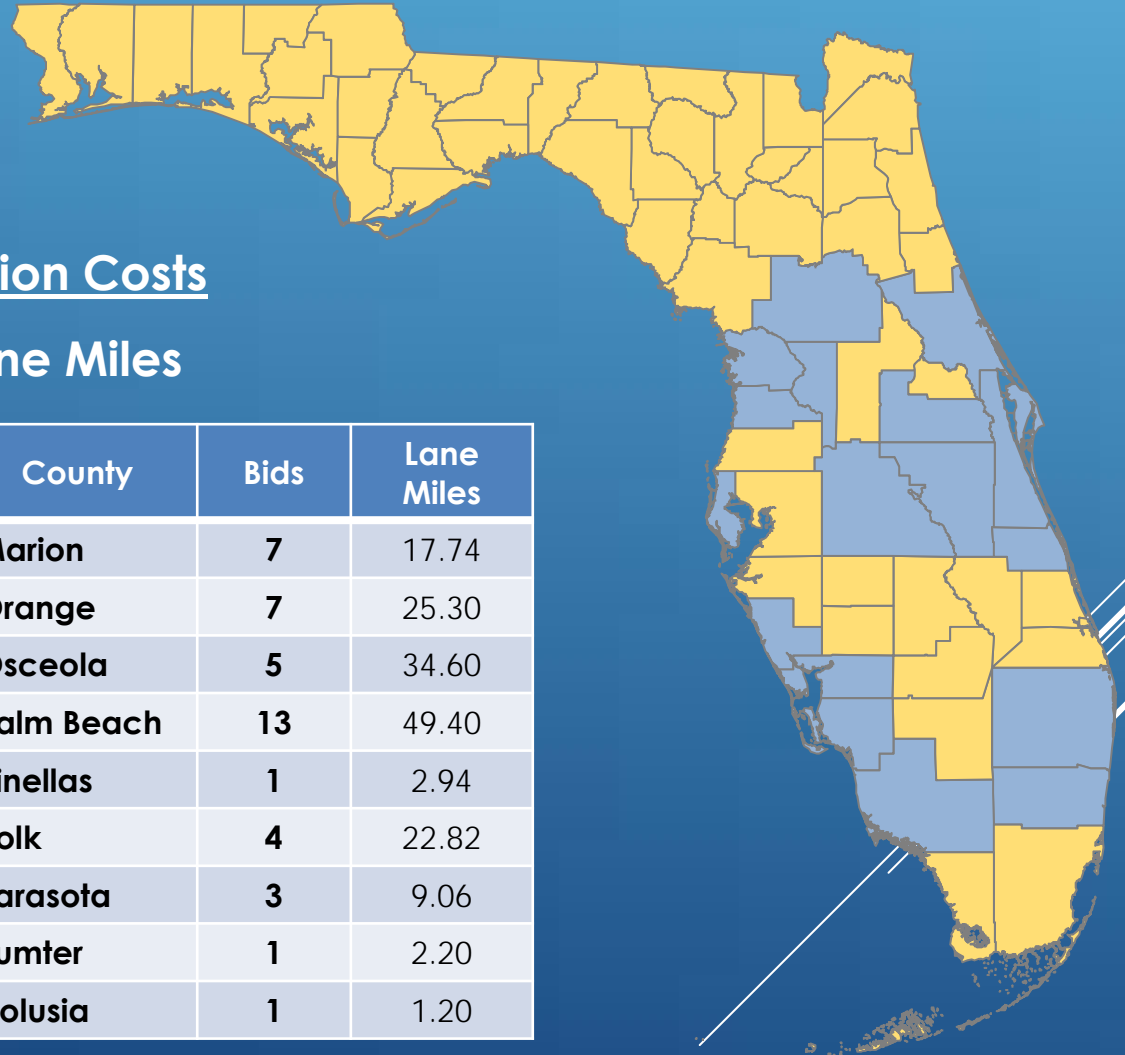 ion Costs
ne Miles
County Bids Lane Miles
arion 7 17.74
range 7 25.30
sceola 5 34.60
alm Beach 13 49.40
inellas 1 2.94
olk 4 22.82
arasota 3 9.06
umter 1 2.20
olusia 1 1.20